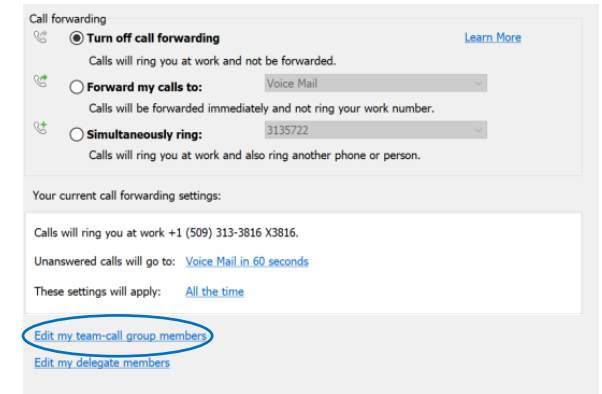 Call forwarding
Turn off call forwarding Learn More
Calls will ring you at work and not be forwarded.
Forward my calls to: Voice Mail
Calls will be forwarded immediately and not ring your work number.
Simultaneously ring: 3135722
Calls will ring you at work and also ring another phone or person.
Your current call forwarding settings:
Calls will ring you at work +1 (509) 313-3816 X3816.
Unanswered calls will go to: Voice Mail in 60 seconds
These settings will apply: All the time
Edit my team-call group members
Edit my delegate members